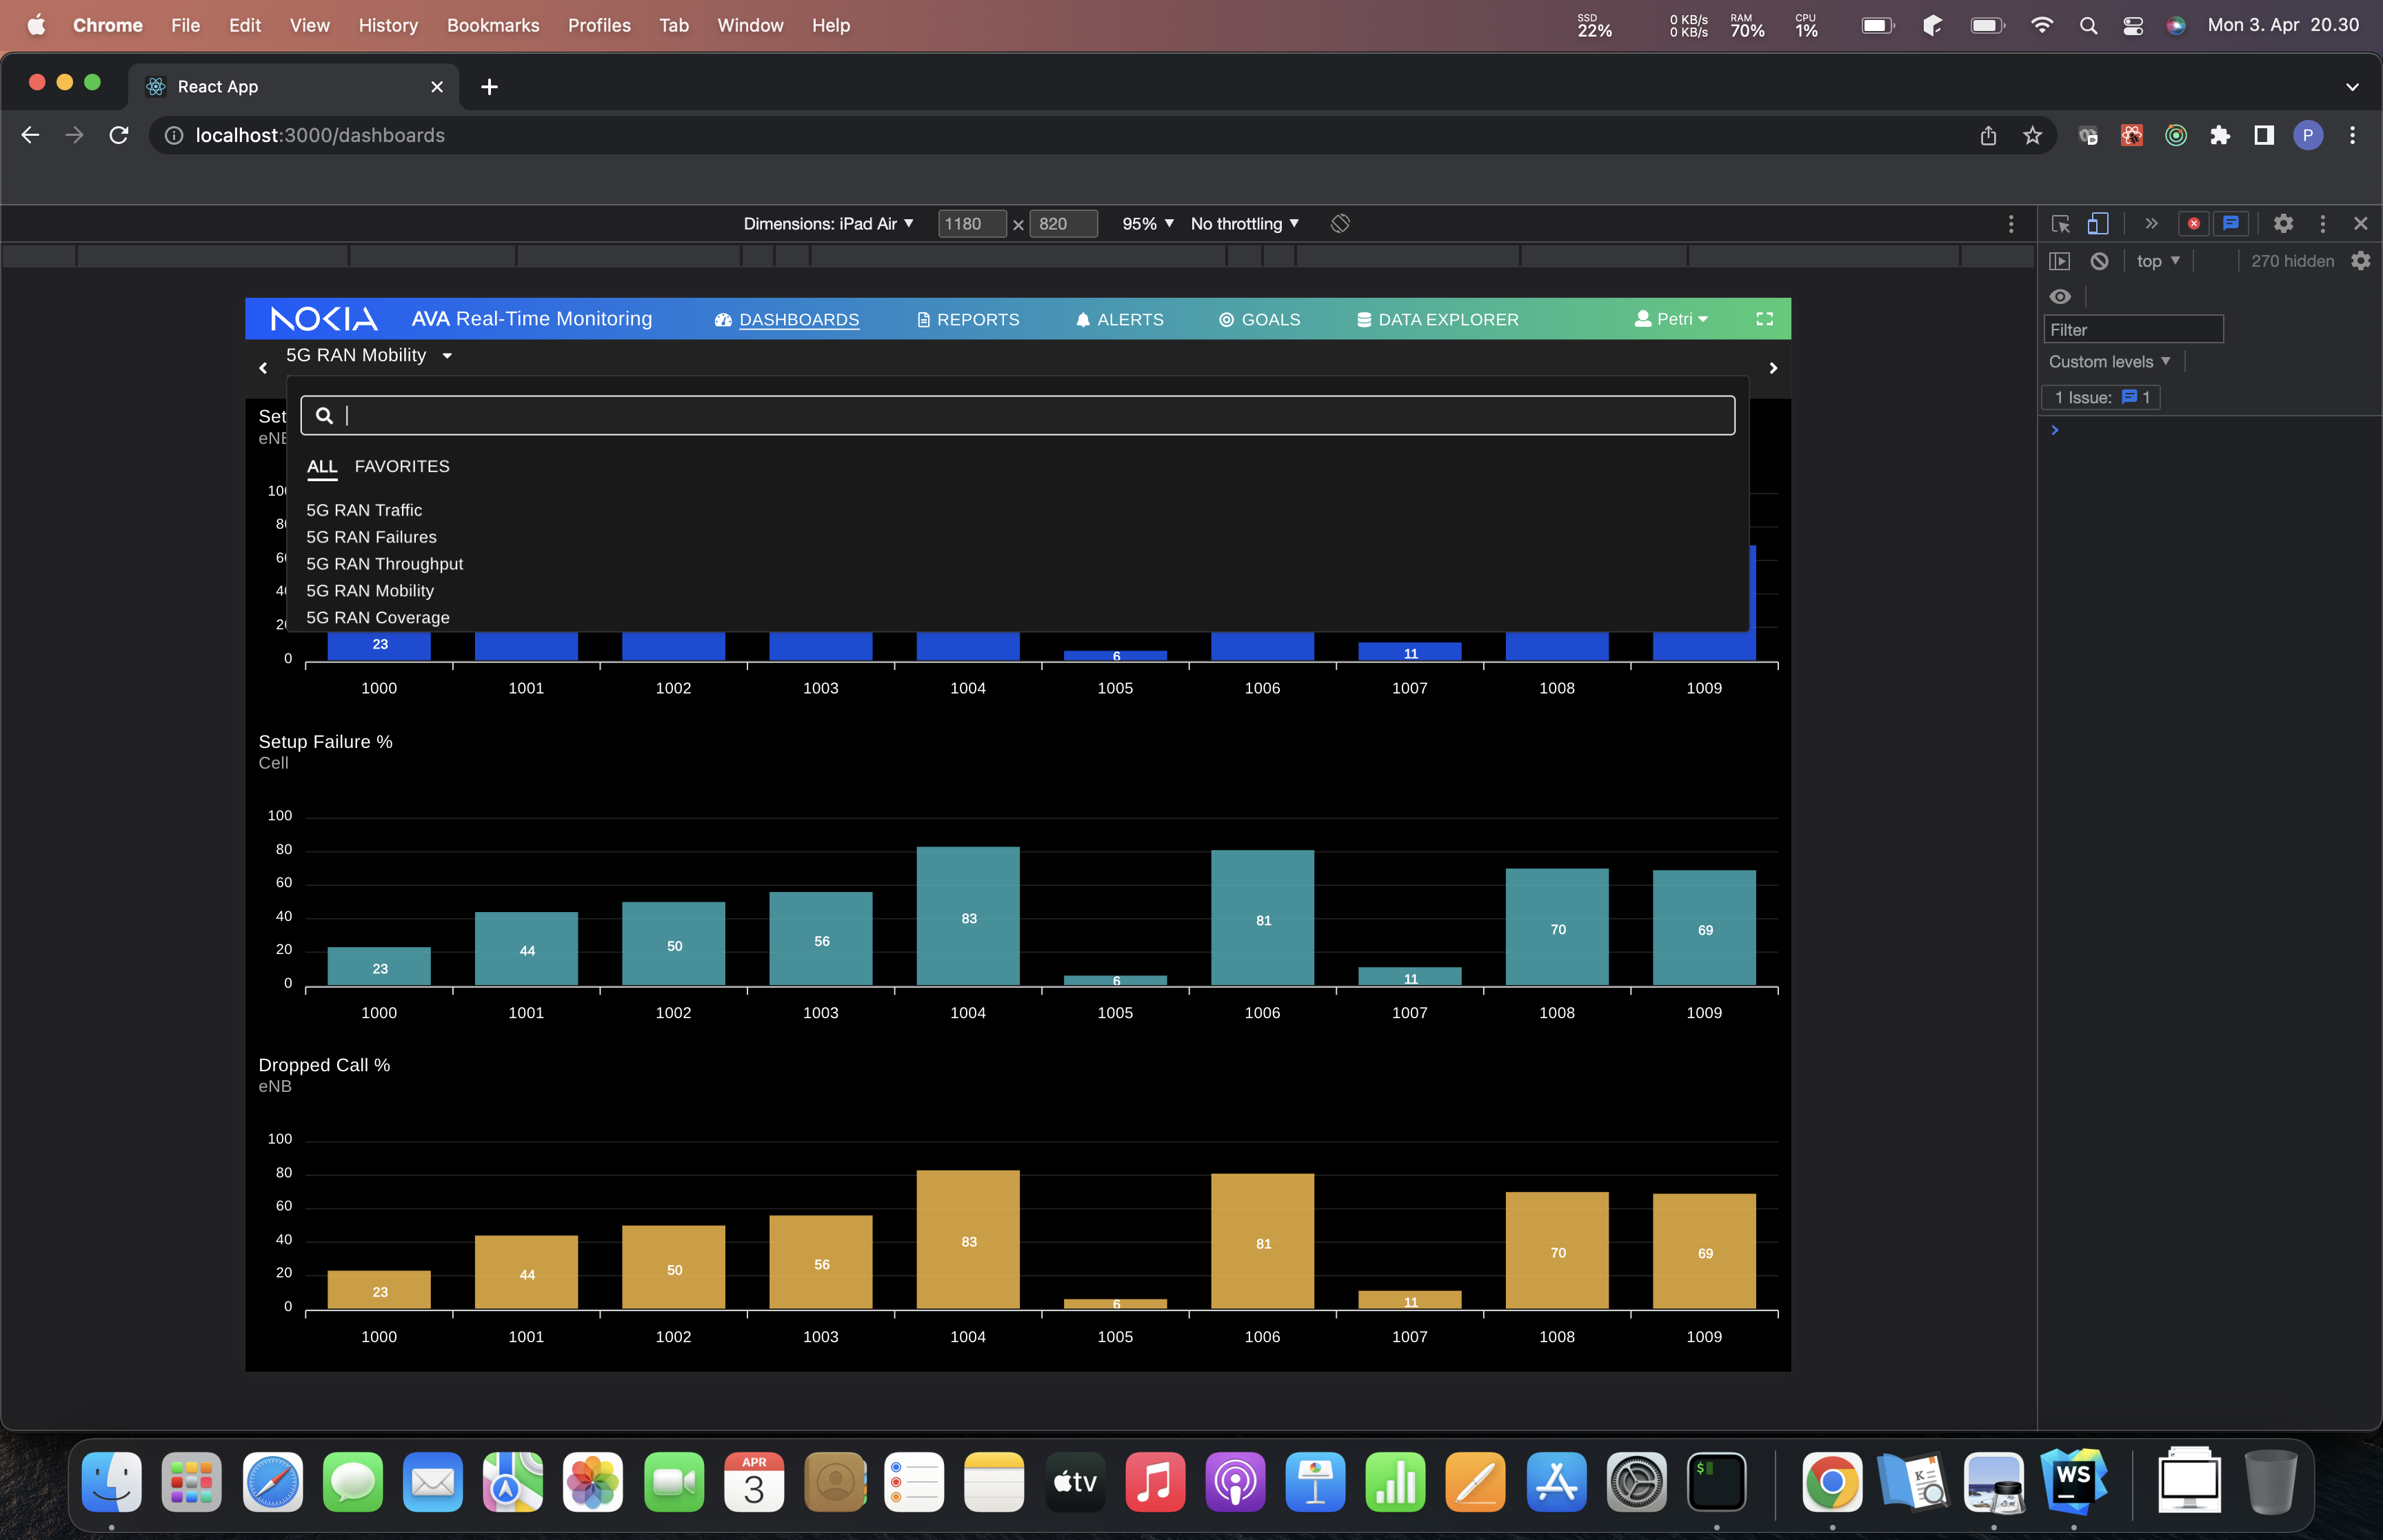 Chrome File Edit View History Bookmarks Profiles Tab Window Help
SSD 22% 0 KB/s 0 KB/s RAM 70% CPU 1% Mon 3. Apr 20.30
React App
localhost:3000/dashboards
P
Dimensions: iPad Air 1180 × 820 95% No throttling
top 270 hidden
Filter
Custom levels
1 Issue: 1
NOKIA AVA Real-Time Monitoring DASHBOARDS REPORTS ALERTS GOALS DATA EXPLORER Petri
5G RAN Mobility
ALL FAVORITES
5G RAN Traffic
5G RAN Failures
5G RAN Throughput
5G RAN Mobility
5G RAN Coverage
Set
eNB
0
23 6 11
1000 1001 1002 1003 1004 1005 1006 1007 1008 1009
Setup Failure %
Cell
100
80
60
40
20
0
23 44 50 56 83 6 81 11 70 69
1000 1001 1002 1003 1004 1005 1006 1007 1008 1009
Dropped Call %
eNB
100
80
60
40
20
0
23 44 50 56 83 6 81 11 70 69
1000 1001 1002 1003 1004 1005 1006 1007 1008 1009
APR
3
tv
$
WS